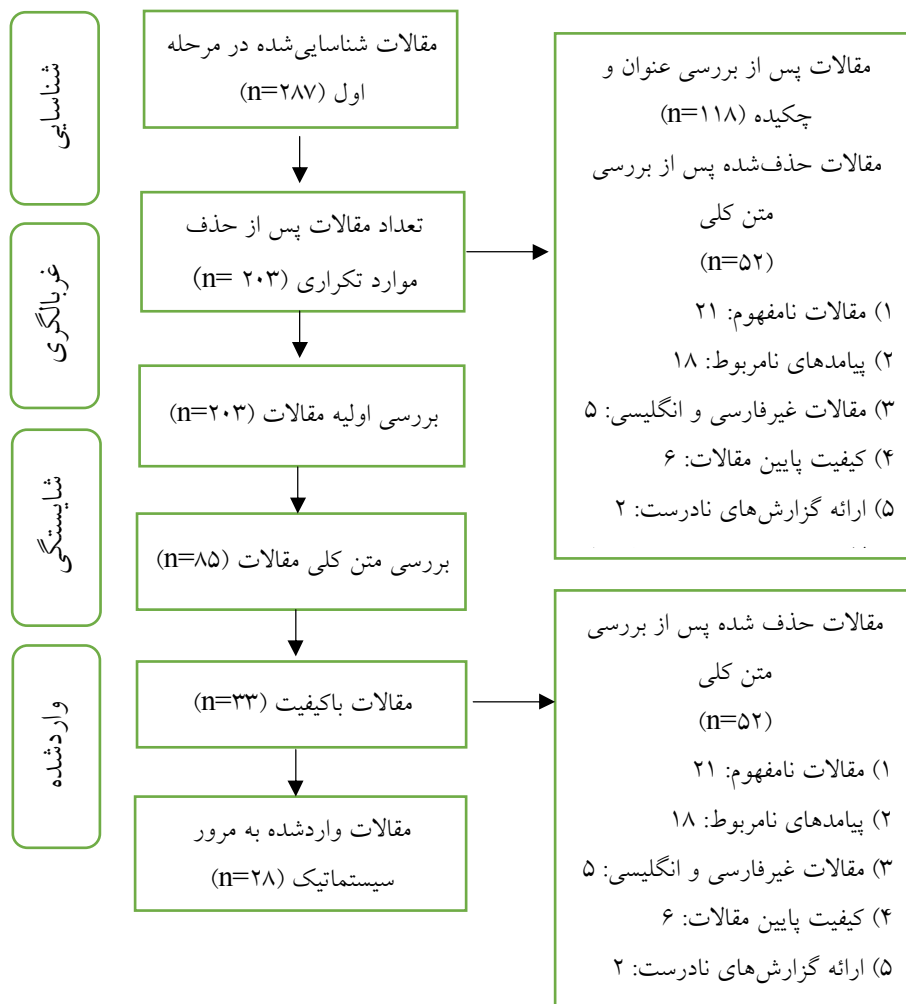 شناسایی
غربالگری
شایستگی
واردشده
مقالات شناسایی‌شده در مرحله
اول (n=۲۸۷)
تعداد مقالات پس از حذف
موارد تکراری (n= ۲۰۳)
بررسی اولیه مقالات (n=۲۰۳)
بررسی متن کلی مقالات (n=۸۵)
مقالات باکیفیت (n=۳۳)
مقالات واردشده به مرور
سیستماتیک (n=۲۸)
مقالات پس از بررسی عنوان و
چکیده (n=۱۱۸)
مقالات حذف‌شده پس از بررسی
متن کلی
(n=۵۲)
۱) مقالات نامفهوم: ۲۱
۲) پیامدهای نامربوط: ۱۸
۳) مقالات غیرفارسی و انگلیسی: ۵
۴) کیفیت پایین مقالات: ۶
۵) ارائه گزارش‌های نادرست: ۲
مقالات حذف شده پس از بررسی
متن کلی
(n=۵۲)
۱) مقالات نامفهوم: ۲۱
۲) پیامدهای نامربوط: ۱۸
۳) مقالات غیرفارسی و انگلیسی: ۵
۴) کیفیت پایین مقالات: ۶
۵) ارائه گزارش‌های نادرست: ۲